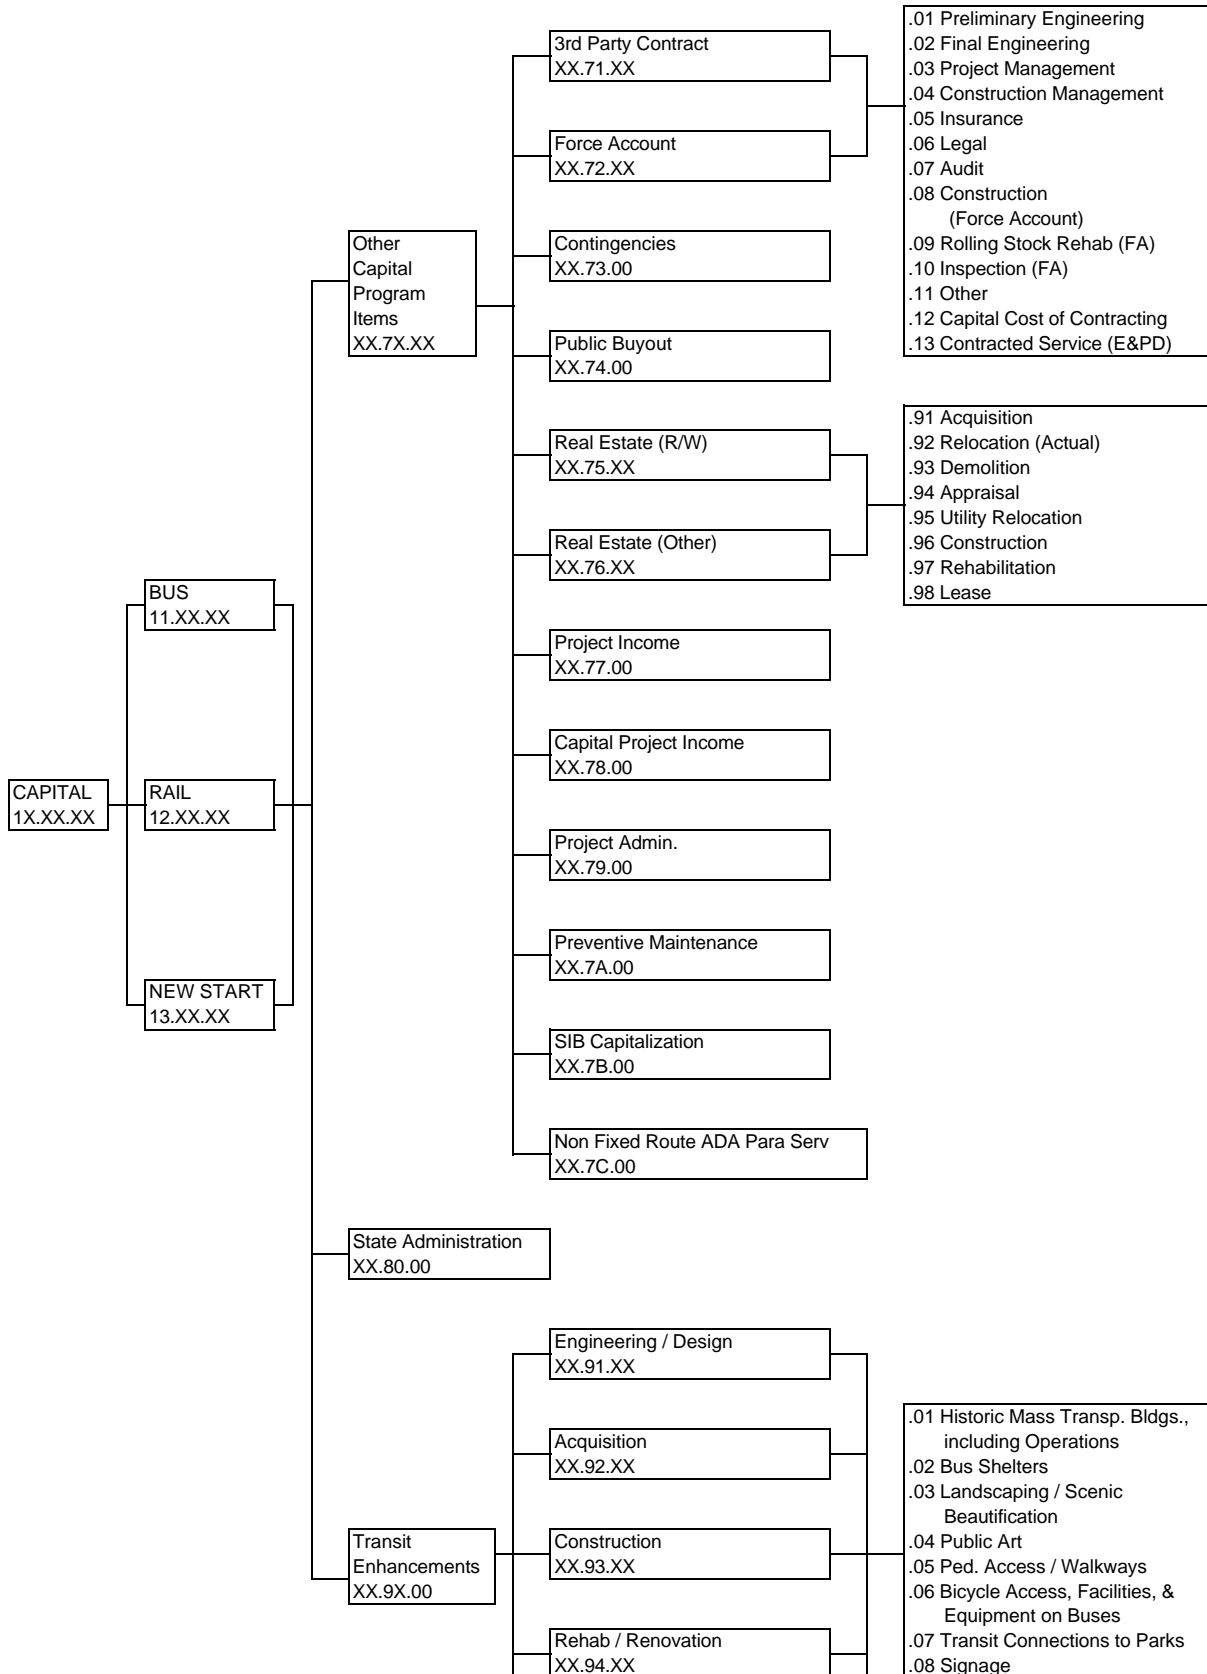 CAPITAL
1X.XX.XX
BUS
11.XX.XX
RAIL
12.XX.XX
NEW START
13.XX.XX
Other
Capital
Program
Items
XX.7X.XX
3rd Party Contract
XX.71.XX
Force Account
XX.72.XX
.01 Preliminary Engineering
.02 Final Engineering
.03 Project Management
.04 Construction Management
.05 Insurance
.06 Legal
.07 Audit
.08 Construction
(Force Account)
.09 Rolling Stock Rehab (FA)
.10 Inspection (FA)
.11 Other
.12 Capital Cost of Contracting
.13 Contracted Service (E&PD)
Contingencies
XX.73.00
Public Buyout
XX.74.00
Real Estate (R/W)
XX.75.XX
Real Estate (Other)
XX.76.XX
.91 Acquisition
.92 Relocation (Actual)
.93 Demolition
.94 Appraisal
.95 Utility Relocation
.96 Construction
.97 Rehabilitation
.98 Lease
Project Income
XX.77.00
Capital Project Income
XX.78.00
Project Admin.
XX.79.00
Preventive Maintenance
XX.7A.00
SIB Capitalization
XX.7B.00
Non Fixed Route ADA Para Serv
XX.7C.00
State Administration
XX.80.00
Transit
Enhancements
XX.9X.00
Engineering / Design
XX.91.XX
Acquisition
XX.92.XX
Construction
XX.93.XX
Rehab / Renovation
XX.94.XX
.01 Historic Mass Transp. Bldgs.,
including Operations
.02 Bus Shelters
.03 Landscaping / Scenic
Beautification
.04 Public Art
.05 Ped. Access / Walkways
.06 Bicycle Access, Facilities, &
Equipment on Buses
.07 Transit Connections to Parks
.08 Signage